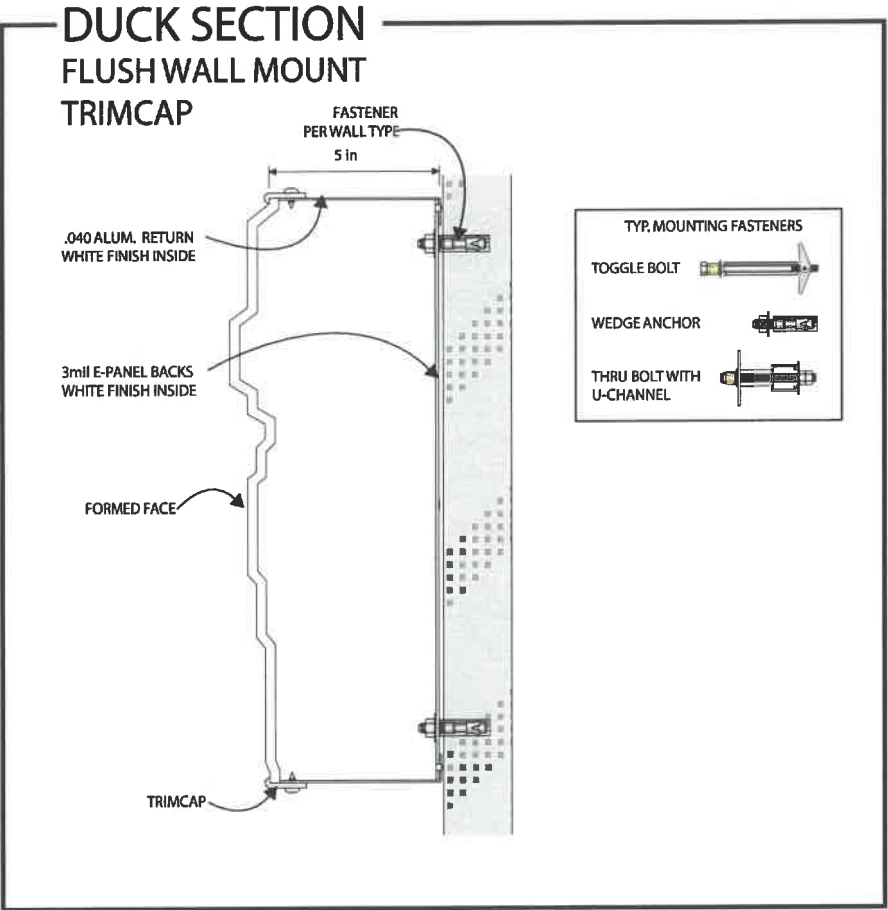 DUCK SECTION
FLUSH WALL MOUNT
TRIMCAP
FASTENER
PER WALL TYPE
5 in
.040 ALUM. RETURN
WHITE FINISH INSIDE
3mil E-PANEL BACKS
WHITE FINISH INSIDE
FORMED FACE
TRIMCAP
TYP. MOUNTING FASTENERS
TOGGLE BOLT
WEDGE ANCHOR
THRU BOLT WITH
U-CHANNEL